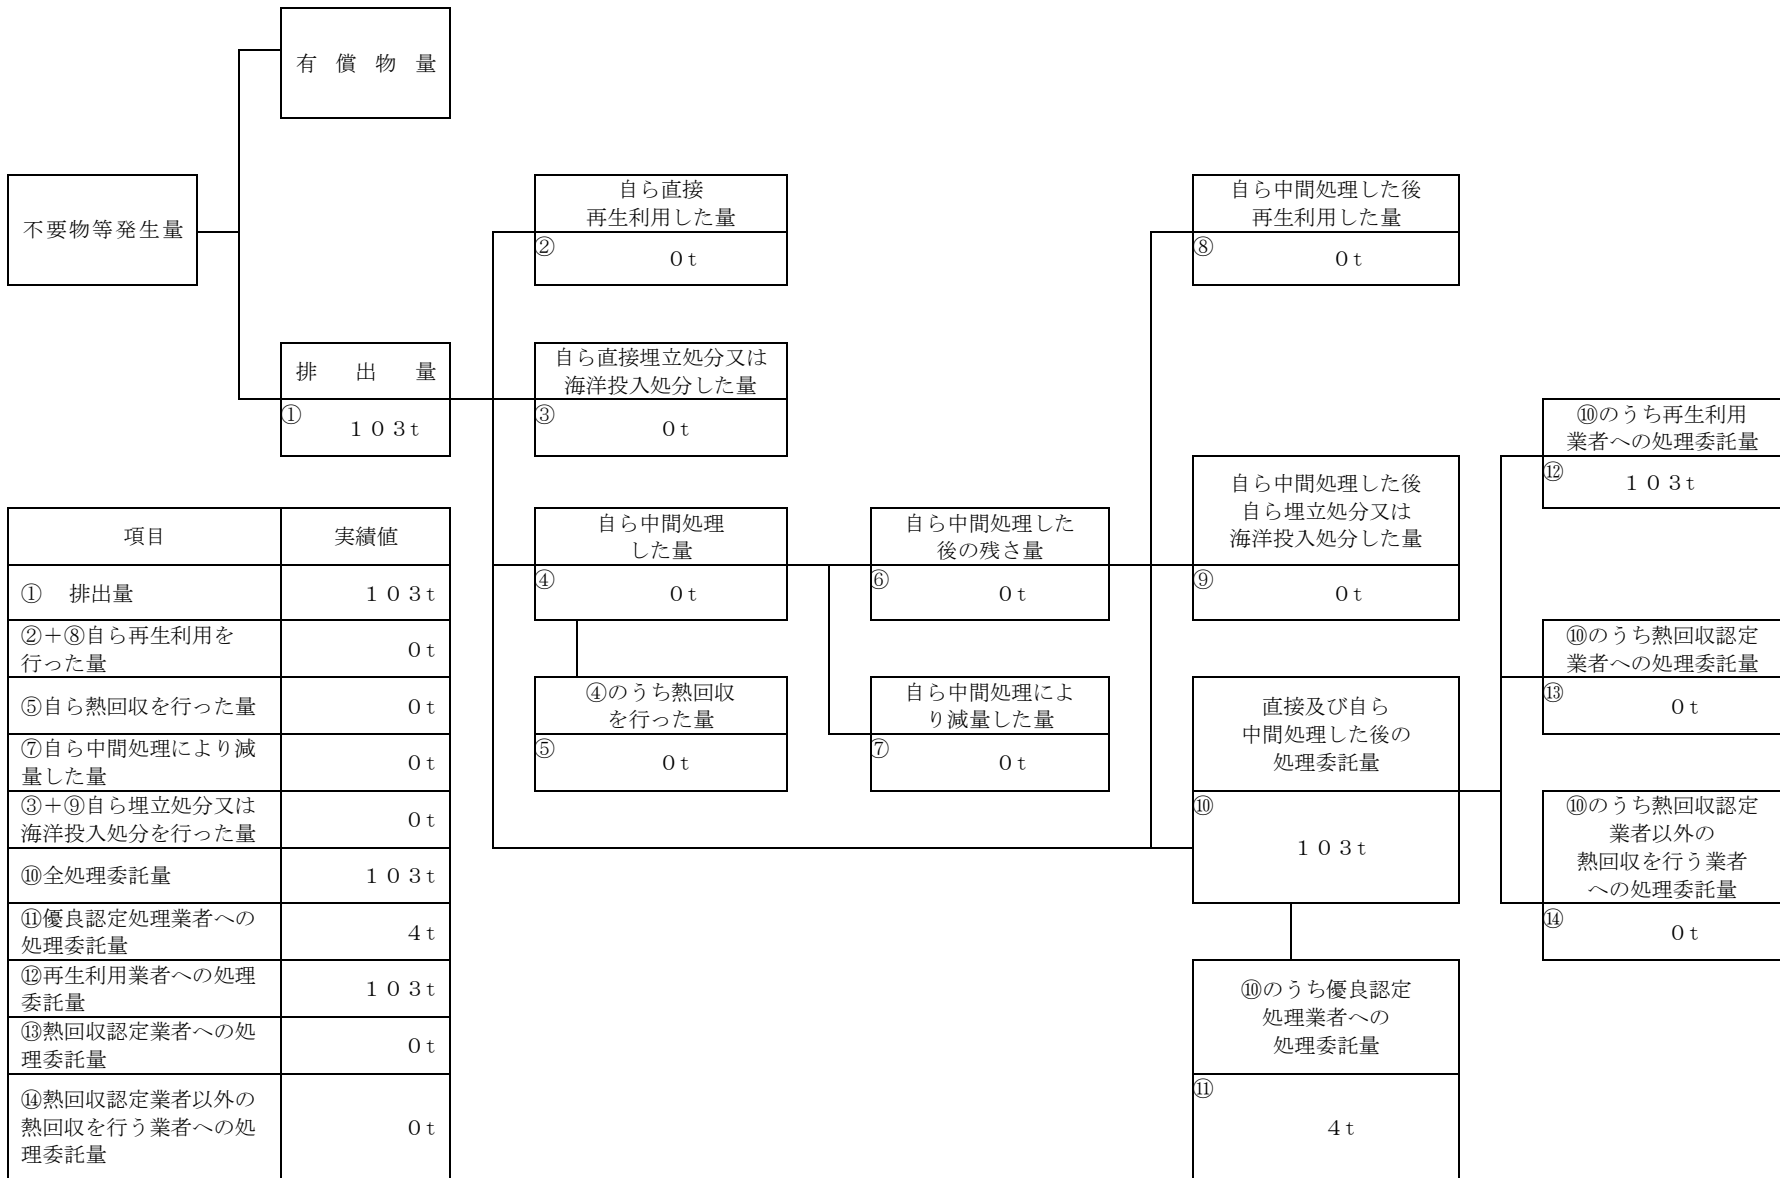 有償物量
不要物等発生量
排出量
①
１０３t
自ら直接
再生利用した量
②
０t
自ら直接埋立処分又は
海洋投入処分した量
③
０t
自ら中間処理
した量
④
０t
④のうち熱回収
を行った量
⑤
０t
自ら中間処理した
後の残さ量
⑥
０t
自ら中間処理によ
り減量した量
⑦
０t
自ら中間処理した後
再生利用した量
⑧
０t
自ら中間処理した後
自ら埋立処分又は
海洋投入処分した量
⑨
０t
直接及び自ら
中間処理した後の
処理委託量
⑩
１０３t
⑩のうち優良認定
処理業者への
処理委託量
⑪
４t
⑩のうち再生利用
業者への処理委託量
⑫
１０３t
⑩のうち熱回収認定
業者への処理委託量
⑬
０t
⑩のうち熱回収認定
業者以外の
熱回収を行う業者
への処理委託量
⑭
０t
項目 実績値
① 排出量 １０３t
②＋⑧自ら再生利用を
行った量
０t
⑤自ら熱回収を行った量 ０t
⑦自ら中間処理により減
量した量
０t
③＋⑨自ら埋立処分又は
海洋投入処分を行った量
０t
⑩全処理委託量 １０３t
⑪優良認定処理業者への
処理委託量
４t
⑫再生利用業者への処理
委託量
１０３t
⑬熱回収認定業者への処
理委託量
０t
⑭熱回収認定業者以外の
熱回収を行う業者への処
理委託量
０t